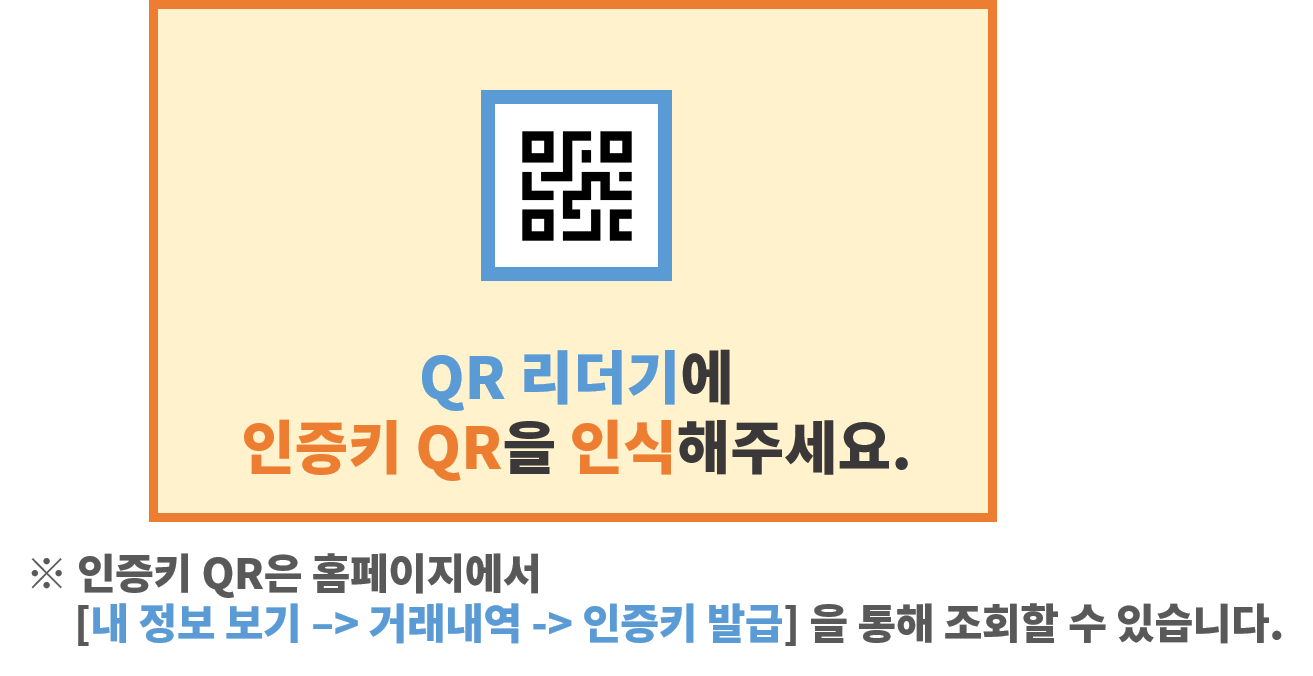 QR 리더기에
인증키 QR을 인식해주세요.
※ 인증키 QR은 홈페이지에서
[내 정보 보기 –> 거래내역 -> 인증키 발급] 을 통해 조회할 수 있습니다.